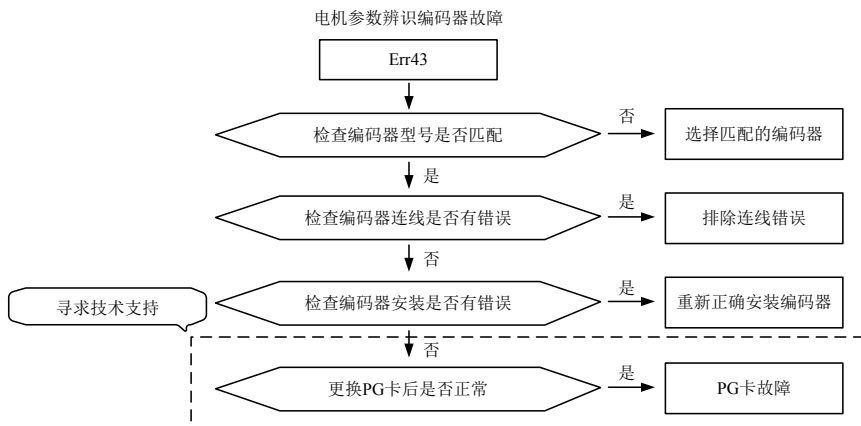 电机参数辨识编码器故障
Err43
检查编码器型号是否匹配
否
选择匹配的编码器
是
检查编码器连线是否有错误
是
排除连线错误
否
寻求技术支持
检查编码器安装是否有错误
是
重新正确安装编码器
否
更换PG卡后是否正常
是
PG卡故障